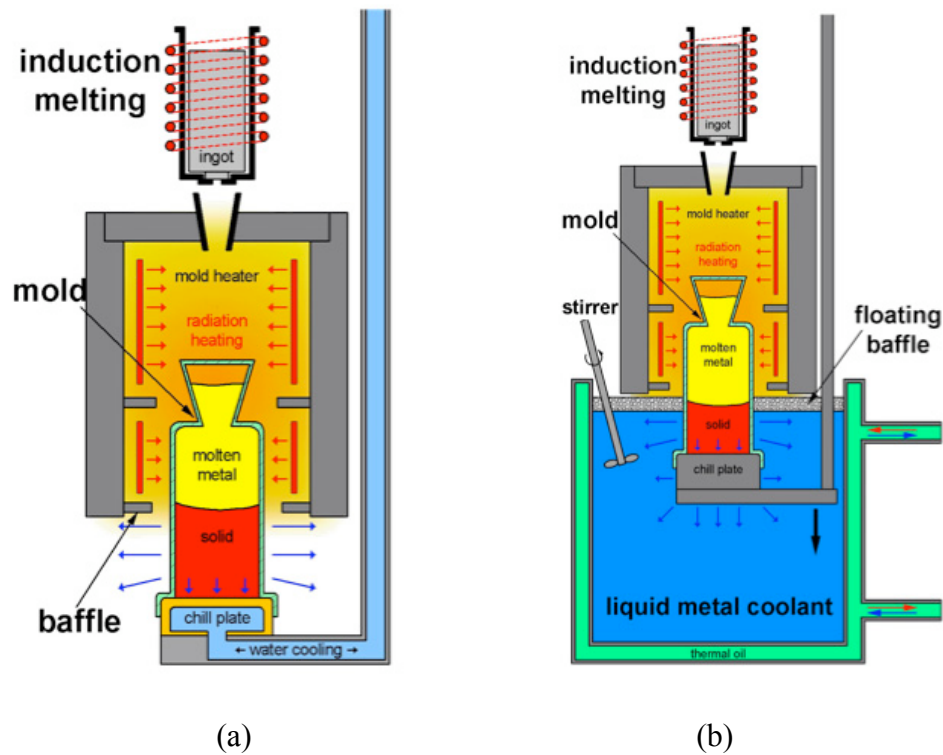 induction
melting
ingot
mold heater
mold
radiation
heating
molten
metal
solid
baffle
chill plate
← water cooling →
(a)
induction
melting
ingot
mold heater
mold
radiation
heating
stirrer
floating
baffle
molten
metal
solid
chill plate
liquid metal coolant
thermal oil
(b)